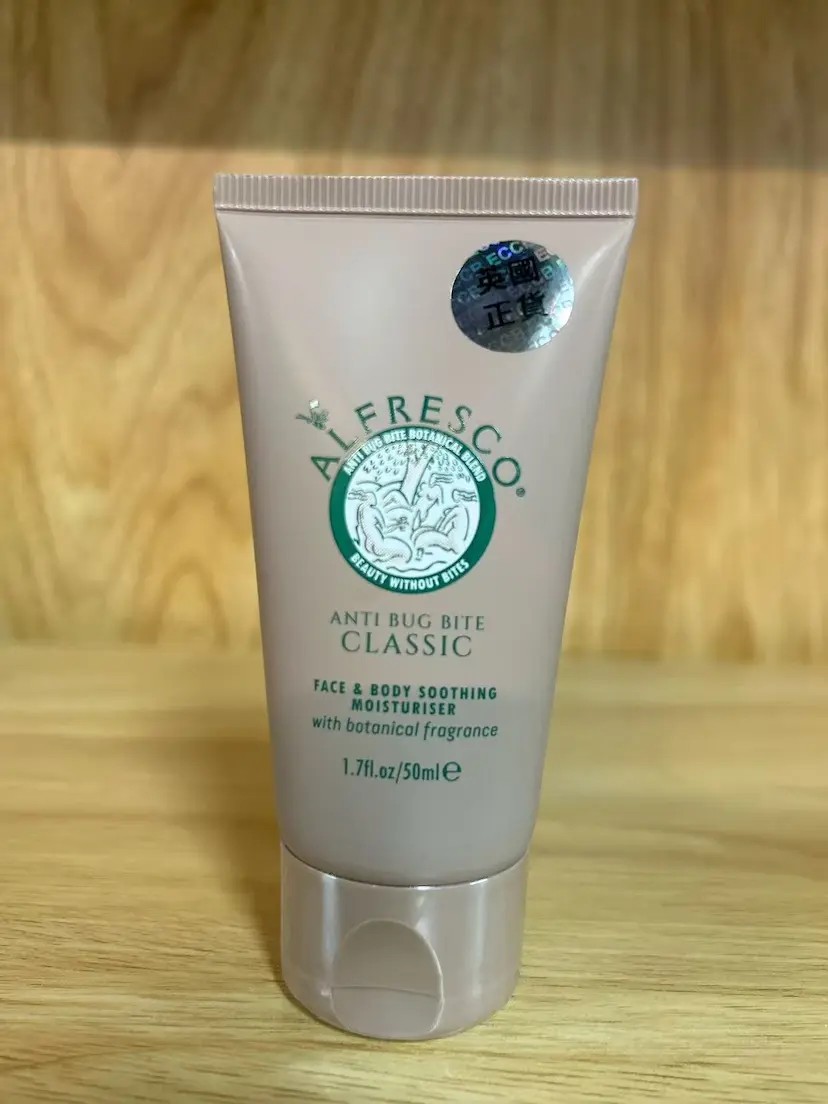 英國
正貨
ALFRESCO®
ANTI BUG BITE BOTANICAL BLEND
BEAUTY WITHOUT BITES
ANTI BUG BITE
CLASSIC
FACE & BODY SOOTHING
MOISTURISER
with botanical fragrance
1.7fl.oz/50ml℮